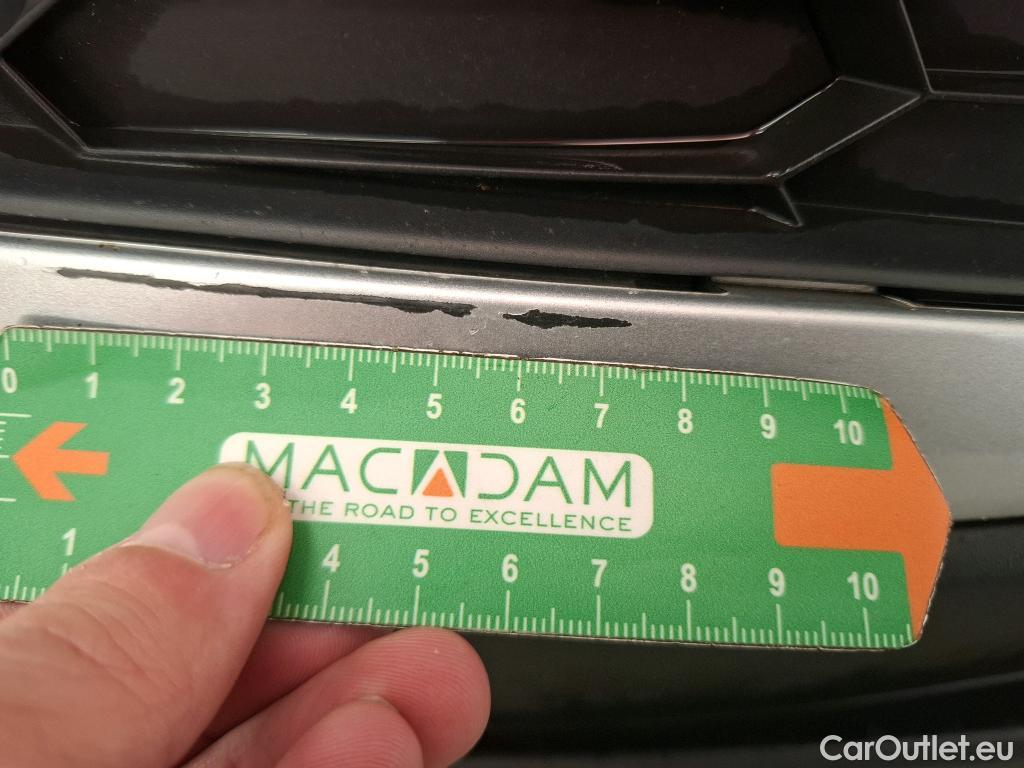 0 1 2 3 4 5 6 7 8 9 10
MACADAM
THE ROAD TO EXCELLENCE
1 4 5 6 7 8 9 10
CarOutlet.eu